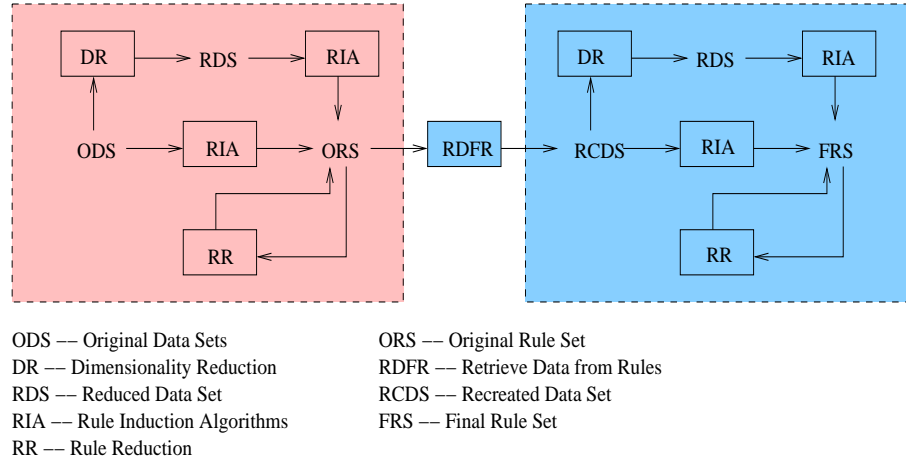 DR RDS RIA DR RDS RIA
ODS RIA ORS RDFR RCDS RIA FRS
RR RR
ODS -- Original Data Sets ORS -- Original Rule Set
DR -- Dimensionality Reduction RDFR -- Retrieve Data from Rules
RDS -- Reduced Data Set RCDS -- Recreated Data Set
RIA -- Rule Induction Algorithms FRS -- Final Rule Set
RR -- Rule Reduction